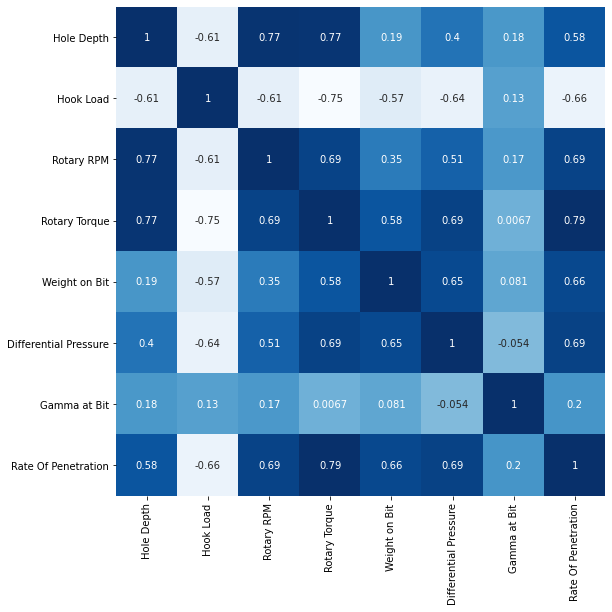 Hole Depth 1 -0.61 0.77 0.77 0.19 0.4 0.18 0.58
Hook Load -0.61 1 -0.61 -0.75 -0.57 -0.64 0.13 -0.66
Rotary RPM 0.77 -0.61 1 0.69 0.35 0.51 0.17 0.69
Rotary Torque 0.77 -0.75 0.69 1 0.58 0.69 0.0067 0.79
Weight on Bit 0.19 -0.57 0.35 0.58 1 0.65 0.081 0.66
Differential Pressure 0.4 -0.64 0.51 0.69 0.65 1 -0.054 0.69
Gamma at Bit 0.18 0.13 0.17 0.0067 0.081 -0.054 1 0.2
Rate Of Penetration 0.58 -0.66 0.69 0.79 0.66 0.69 0.2 1
Hole Depth
Hook Load
Rotary RPM
Rotary Torque
Weight on Bit
Differential Pressure
Gamma at Bit
Rate Of Penetration